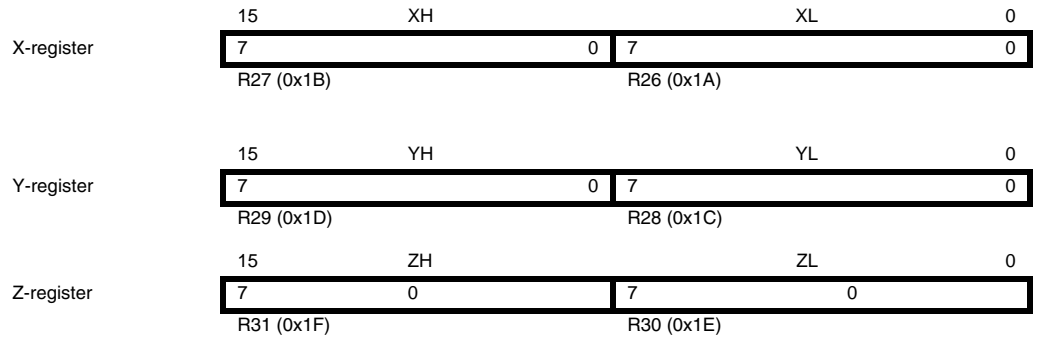 15 XH XL 0
X-register 7 0 7 0
R27 (0x1B) R26 (0x1A)
15 YH YL 0
Y-register 7 0 7 0
R29 (0x1D) R28 (0x1C)
15 ZH ZL 0
Z-register 7 0 7 0
R31 (0x1F) R30 (0x1E)